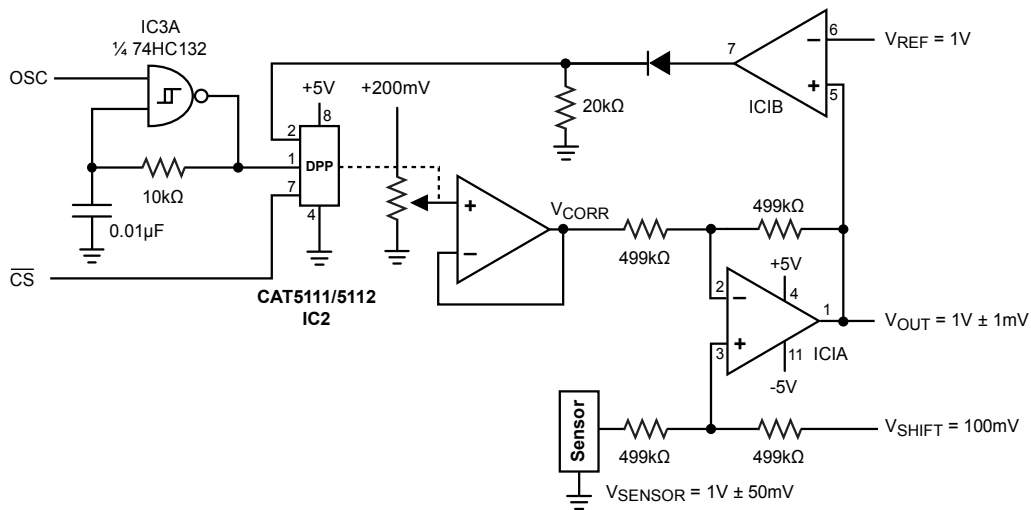 IC3A
¼ 74HC132
OSC
+5V
+200mV
8
2
1
7
4
DPP
10kΩ
0.01µF
CS
CAT5111/5112
IC2
20kΩ
7
6
5
ICIB
VREF = 1V
+
–
VCORR
499kΩ
499kΩ
+5V
2
3
4
1
11
-5V
ICIA
VOUT = 1V ± 1mV
Sensor
499kΩ
499kΩ
VSHIFT = 100mV
VSENSOR = 1V ± 50mV